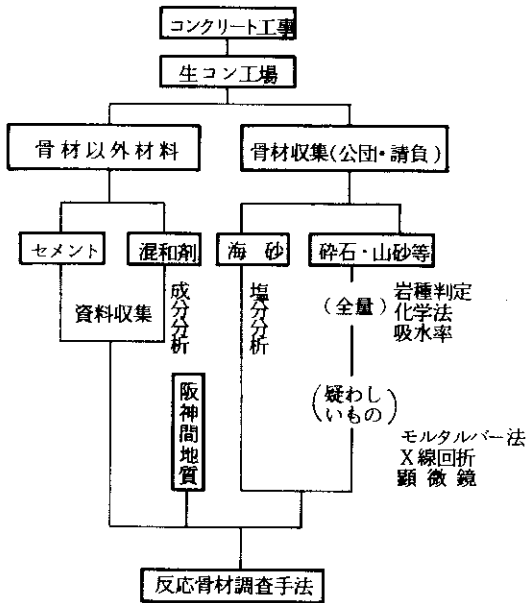 コンクリート工事
生コン工場
骨材以外材料
骨材収集(公団・請負)
セメント
混和剤
海砂
砕石・山砂等
資料収集
成分分析
塩分分析
(全量)
岩種判定
化学法
吸水率
阪神間地質
(疑わしいもの)
モルタルバー法
X線回折
顕微鏡
反応骨材調査手法